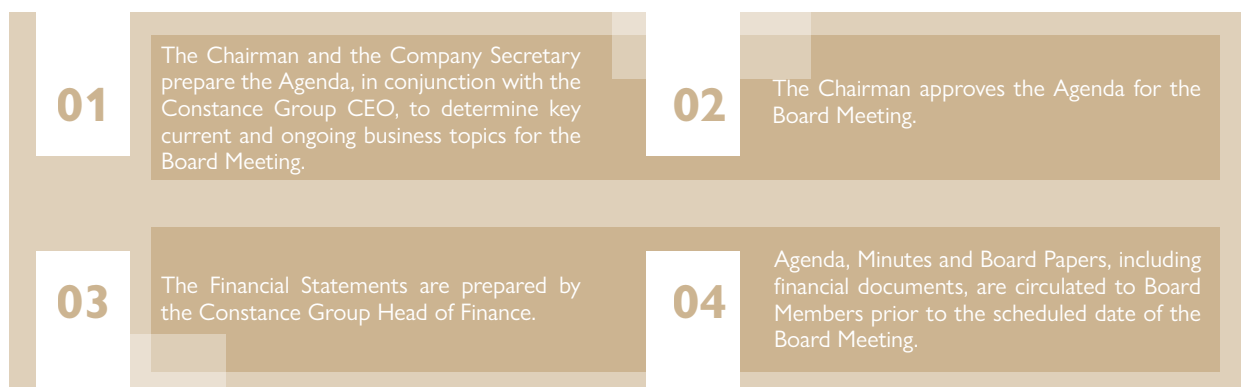 01
The Chairman and the Company Secretary
prepare the Agenda, in conjunction with the
Constance Group CEO, to determine key
current and ongoing business topics for the
Board Meeting.
02
The Chairman approves the Agenda for the
Board Meeting.
03
The Financial Statements are prepared by
the Constance Group Head of Finance.
04
Agenda, Minutes and Board Papers, including
financial documents, are circulated to Board
Members prior to the scheduled date of the
Board Meeting.